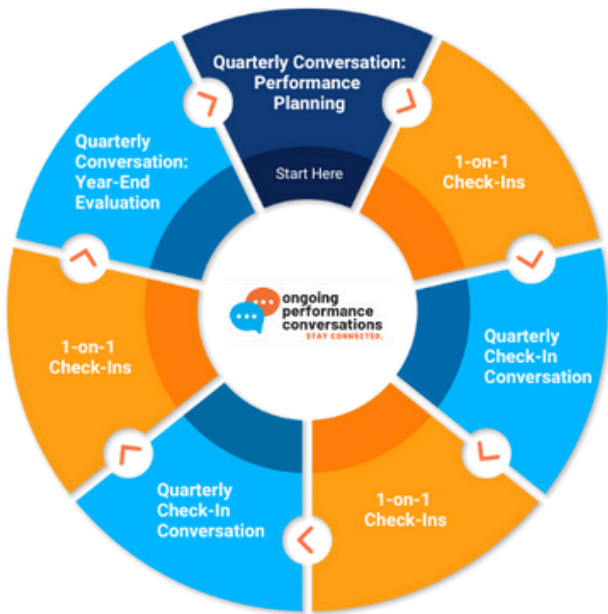 Quarterly Conversation:
Performance
Planning
Start Here
1-on-1
Check-Ins
Quarterly
Check-In
Conversation
1-on-1
Check-Ins
Quarterly
Check-In
Conversation
1-on-1
Check-Ins
Quarterly
Conversation:
Year-End
Evaluation
ongoing
performance
conversations
STAY CONNECTED.